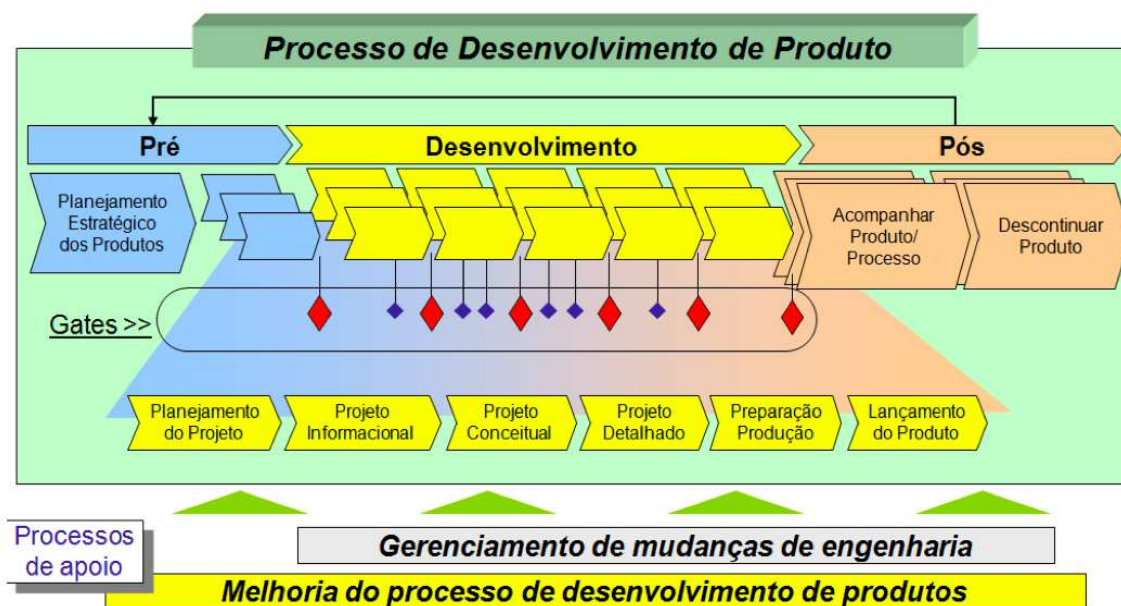 Processo de Desenvolvimento de Produto
Pré
Desenvolvimento
Pós
Planejamento
Estratégico
dos Produtos
Acompanhar
Produto/
Processo
Descontinuar
Produto
Gates >>
Planejamento
do Projeto
Projeto
Informacional
Projeto
Conceitual
Projeto
Detalhado
Preparação
Produção
Lançamento
do Produto
Processos
de apoio
Gerenciamento de mudanças de engenharia
Melhoria do processo de desenvolvimento de produtos